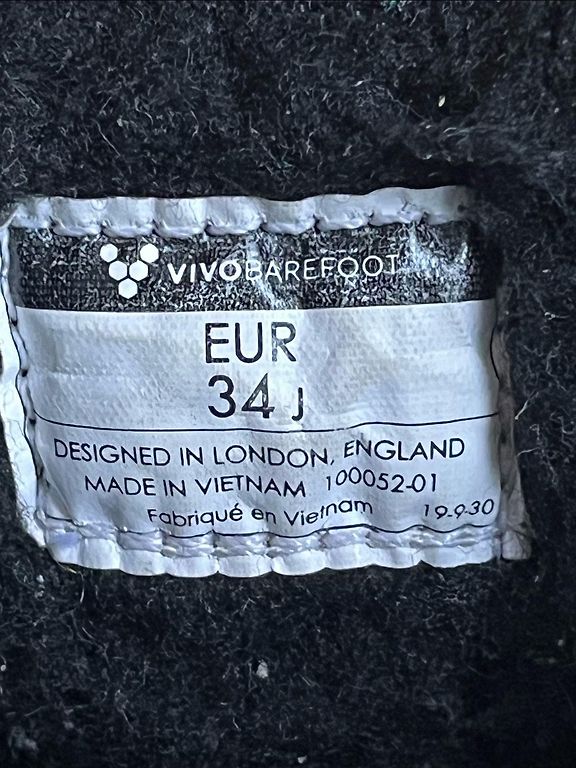 VIVOBAREFOOT
EUR
34 J
DESIGNED IN LONDON, ENGLAND
MADE IN VIETNAM 100052-01
Fabriqué en Vietnam 19-9-30